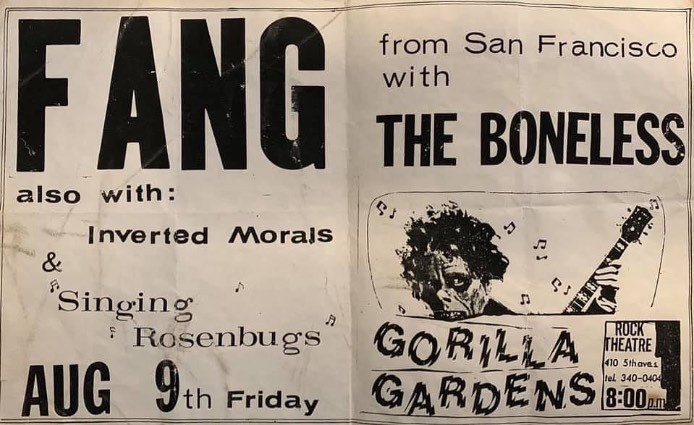 FANG
from San Francisco
with
THE BONELESS
also with:
Inverted Morals
&
Singing
Rosenbugs
AUG 9th Friday
GORILLA
GARDENS
ROCK
THEATRE
410 5th ave s
tel. 340-0404
8:00 p.m